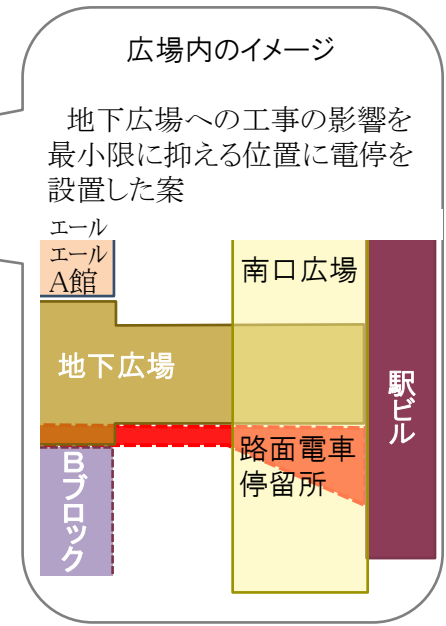 広場内のイメージ
地下広場への工事の影響を
最小限に抑える位置に電停を
設置した案
エール
エール
A館
南口広場
地下広場
駅ビル
路面電車
停留所
Bブロック